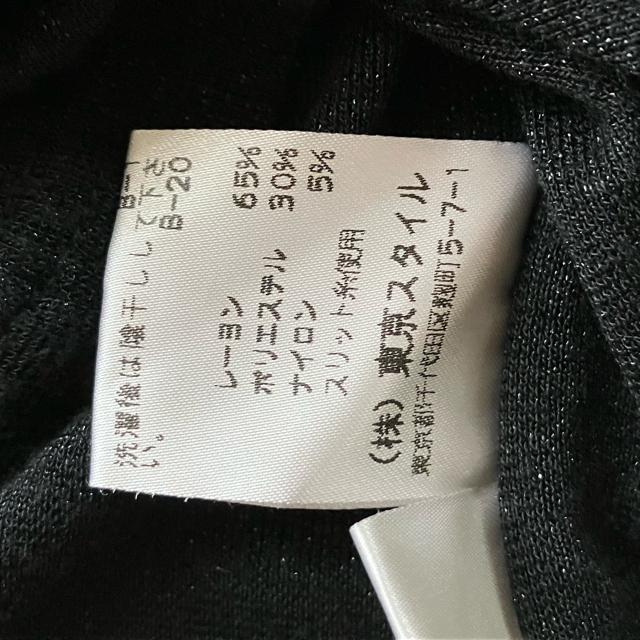 洗濯後は陰干しして下さ
い。
B-20
レーヨン 65%
ポリエステル 30%
ナイロン 5%
スリット糸使用
(株)東京スタイル
東京都千代田区麹町5-7-1